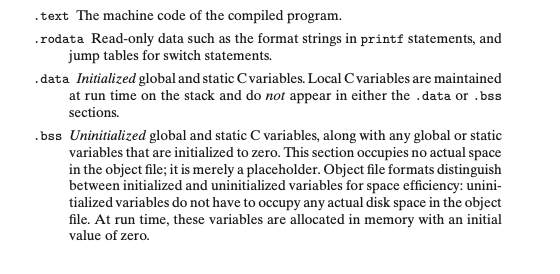 .text The machine code of the compiled program.
.rodata Read-only data such as the format strings in printf statements, and
jump tables for switch statements.
.data Initialized global and static C variables. Local C variables are maintained
at run time on the stack and do not appear in either the .data or .bss
sections.
.bss Uninitialized global and static C variables, along with any global or static
variables that are initialized to zero. This section occupies no actual space
in the object file; it is merely a placeholder. Object file formats distinguish
between initialized and uninitialized variables for space efficiency: unini-
tialized variables do not have to occupy any actual disk space in the object
file. At run time, these variables are allocated in memory with an initial
value of zero.